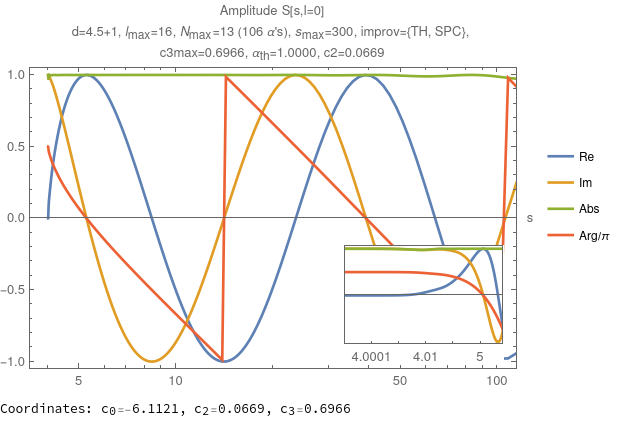 Amplitude S[s,l=0]
d=4.5+1, lmax=16, Nmax=13 (106 α's), smax=300, improv={TH, SPC},
c3max=0.6966, αth=1.0000, c2=0.0669
1.0
0.5
0.0
-0.5
-1.0
5
10
50
100
s
4.0001
4.01
5
Re
Im
Abs
Arg/π
Coordinates: c₀=-6.1121, c₂=0.0669, c₃=0.6966